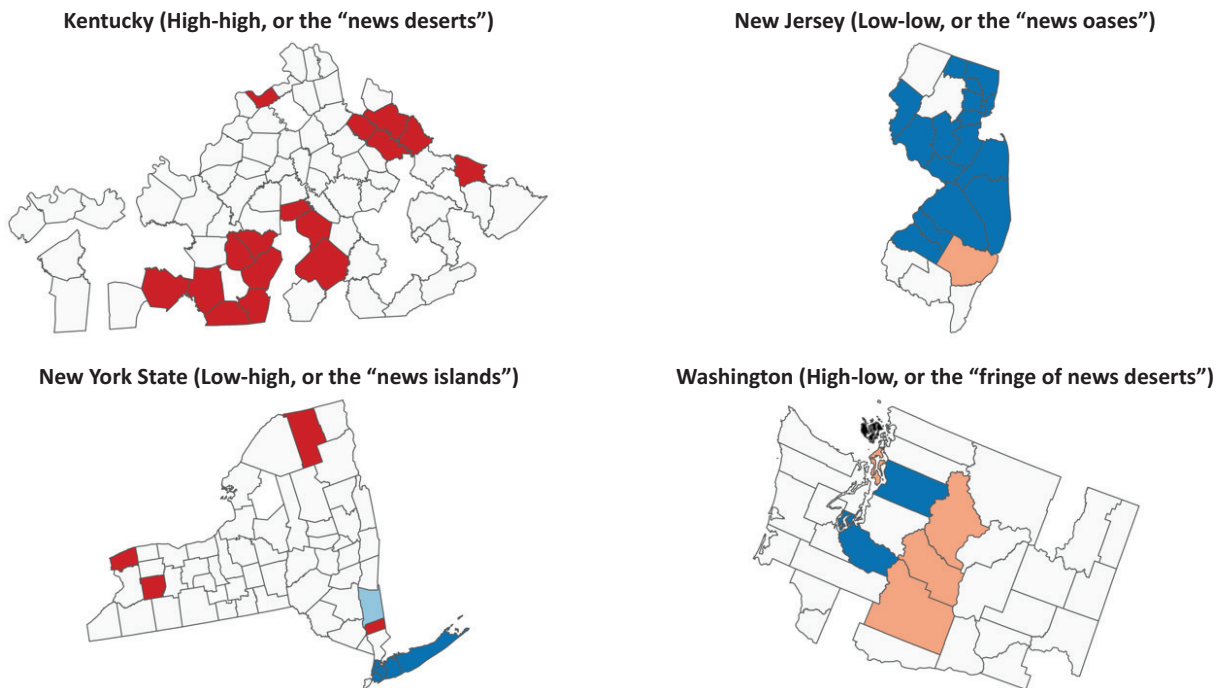 Kentucky (High-high, or the “news deserts”)
New Jersey (Low-low, or the “news oases”)
New York State (Low-high, or the “news islands”)
Washington (High-low, or the “fringe of news deserts”)